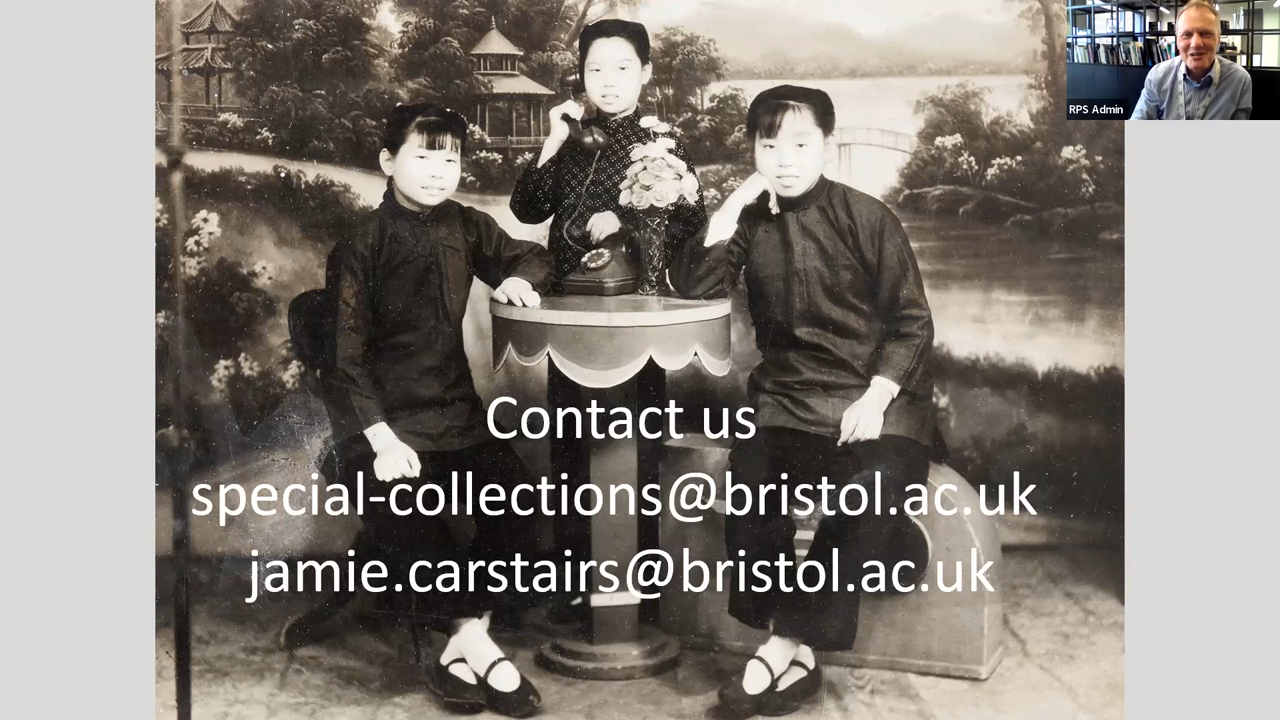 RPS Admin
Contact us
special-collections@bristol.ac.uk
jamie.carstairs@bristol.ac.uk